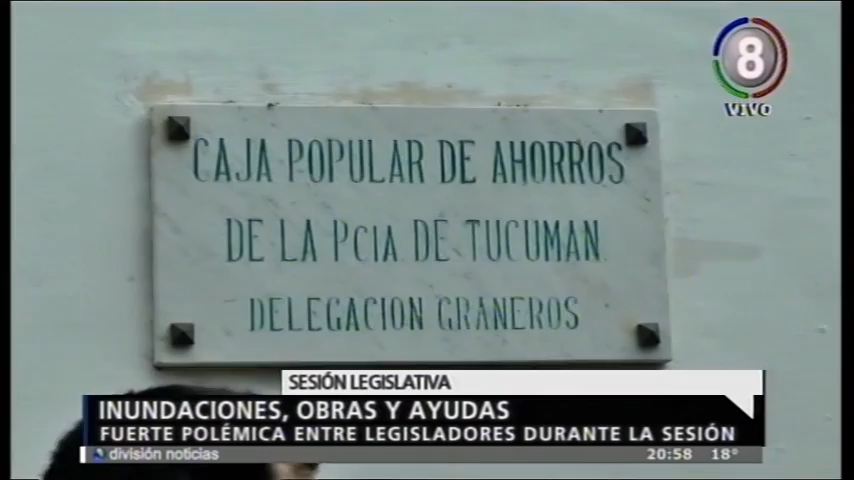 8
VIVO
CAJA POPULAR DE AHORROS
DE LA PCIA. DE TUCUMAN
DELEGACION GRANEROS
SESIÓN LEGISLATIVA
INUNDACIONES, OBRAS Y AYUDAS
FUERTE POLÉMICA ENTRE LEGISLADORES DURANTE LA SESIÓN
división noticias 20:58 18°